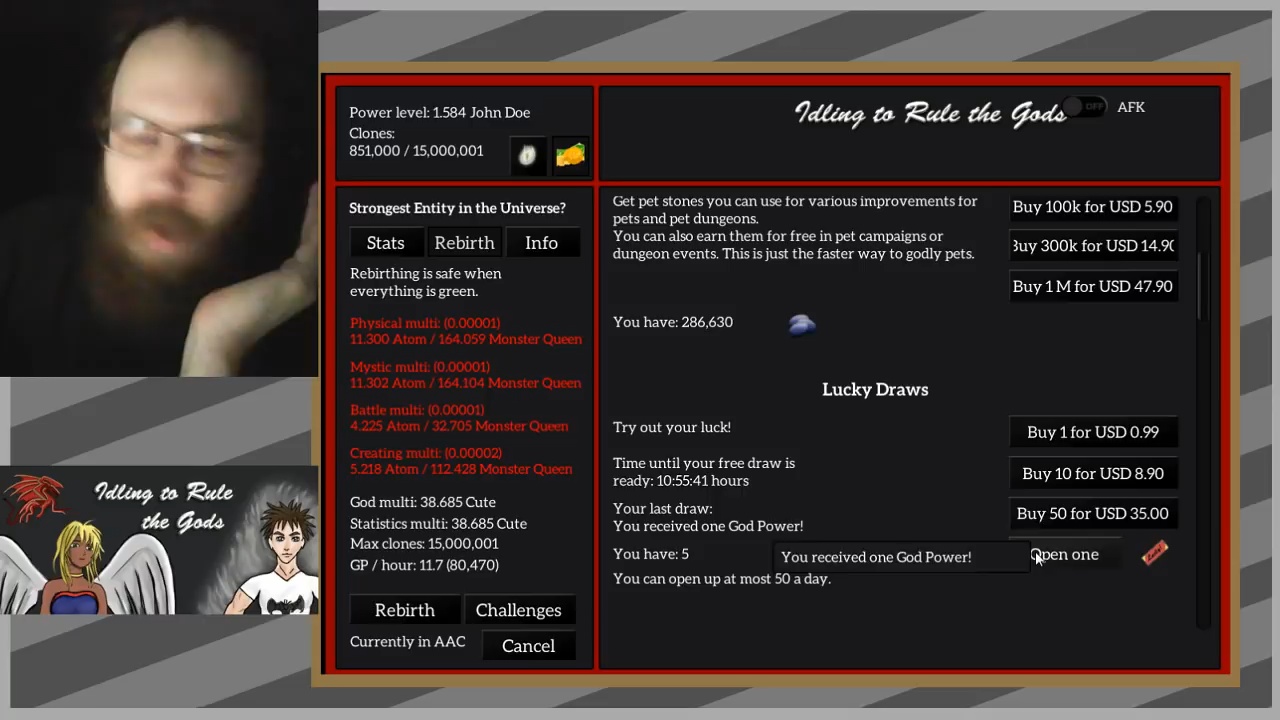 Power level: 1.584 John Doe
Clones:
851,000 / 15,000,001
Idling to Rule the Gods
OFF
AFK
Strongest Entity in the Universe?
Stats
Rebirth
Info
Rebirthing is safe when
everything is green.
Physical multi: (0.00001)
11.300 Atom / 164.059 Monster Queen
Mystic multi: (0.00001)
11.302 Atom / 164.104 Monster Queen
Battle multi: (0.00001)
4.225 Atom / 32.705 Monster Queen
Creating multi: (0.00002)
5.218 Atom / 112.428 Monster Queen
God multi: 38.685 Cute
Statistics multi: 38.685 Cute
Max clones: 15,000,001
GP / hour: 11.7 (80,470)
Rebirth
Challenges
Currently in AAC
Cancel
Get pet stones you can use for various improvements for
pets and pet dungeons.
You can also earn them for free in pet campaigns or
dungeon events. This is just the faster way to godly pets.
Buy 100k for USD 5.90
Buy 300k for USD 14.90
Buy 1 M for USD 47.90
You have: 286,630
Lucky Draws
Try out your luck!
Buy 1 for USD 0.99
Time until your free draw is
ready: 10:55:41 hours
Buy 10 for USD 8.90
Your last draw:
You received one God Power!
Buy 50 for USD 35.00
You have: 5
You received one God Power!
Open one
You can open up at most 50 a day.
Idling to Rule
the Gods